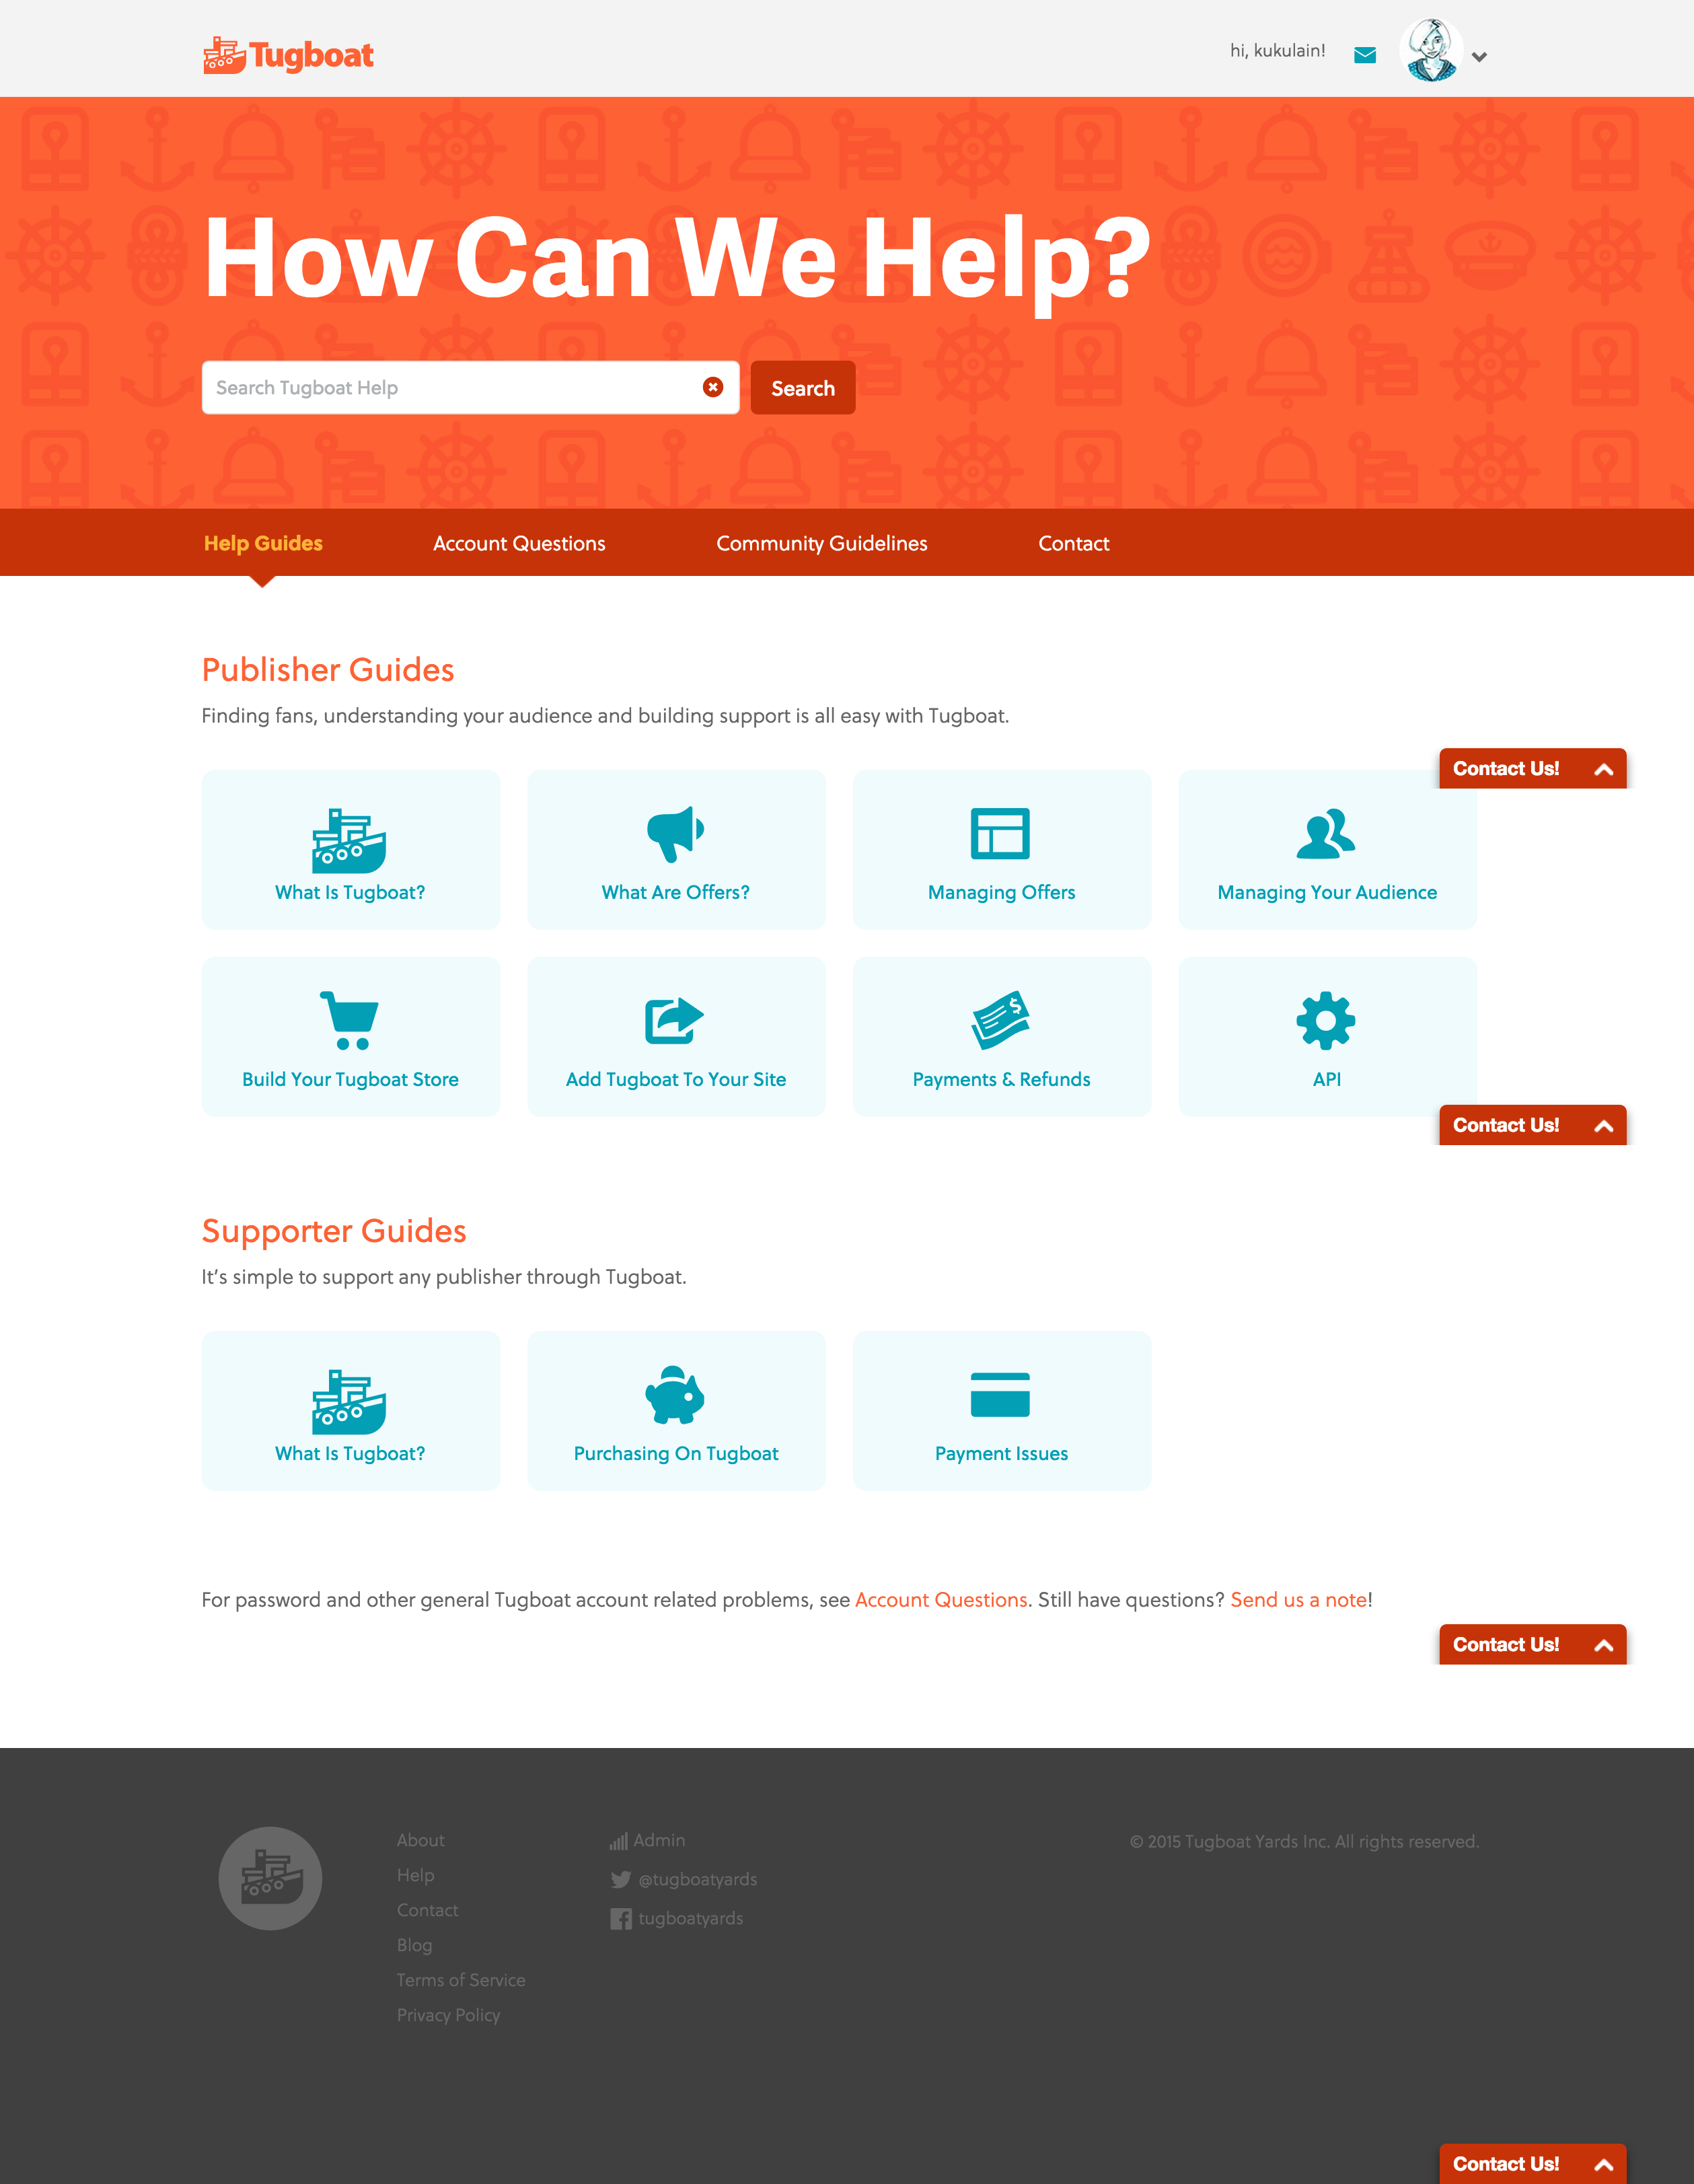 Tugboat
hi, kukulain!
How Can We Help?
Search Tugboat Help
Search
Help Guides
Account Questions
Community Guidelines
Contact
Publisher Guides
Finding fans, understanding your audience and building support is all easy with Tugboat.
Contact Us!
What Is Tugboat?
What Are Offers?
Managing Offers
Managing Your Audience
Build Your Tugboat Store
Add Tugboat To Your Site
Payments & Refunds
API
Contact Us!
Supporter Guides
It’s simple to support any publisher through Tugboat.
What Is Tugboat?
Purchasing On Tugboat
Payment Issues
For password and other general Tugboat account related problems, see Account Questions. Still have questions? Send us a note!
Contact Us!
About
Help
Contact
Blog
Terms of Service
Privacy Policy
Admin
@tugboatyards
tugboatyards
© 2015 Tugboat Yards Inc. All rights reserved.
Contact Us!